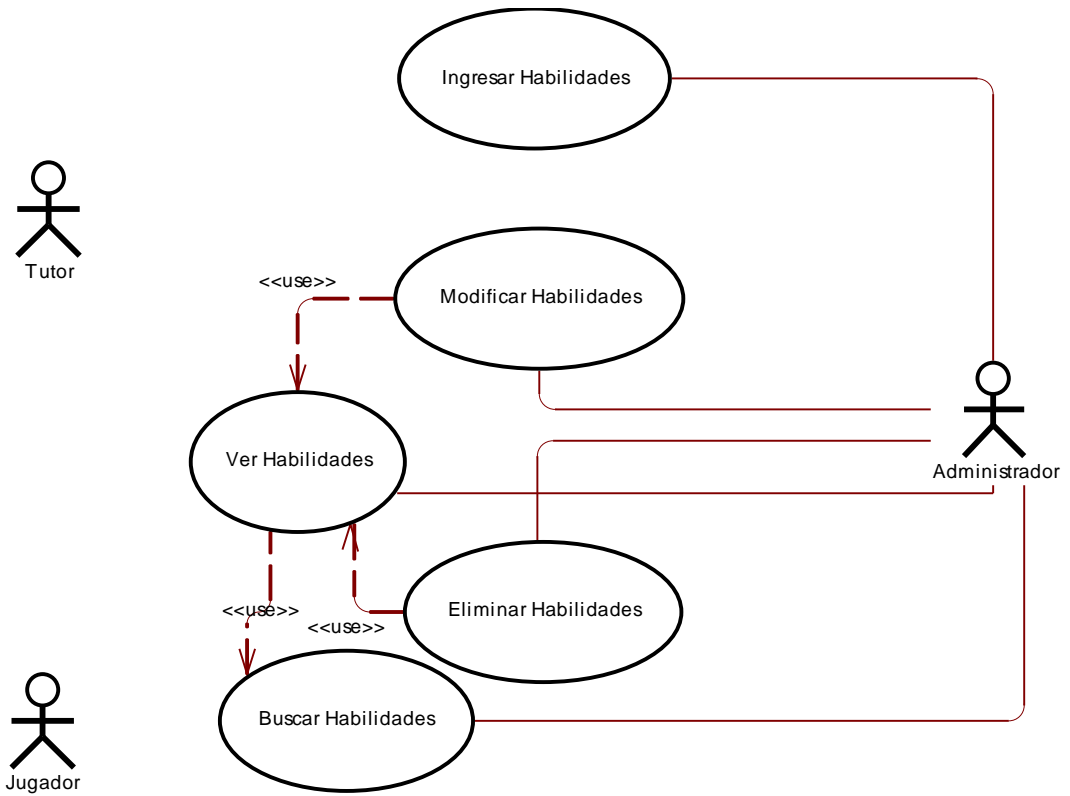 Ingresar Habilidades
Tutor
<<use>>
Modificar Habilidades
Ver Habilidades
Administrador
<<use>>
<<use>>
Eliminar Habilidades
Buscar Habilidades
Jugador